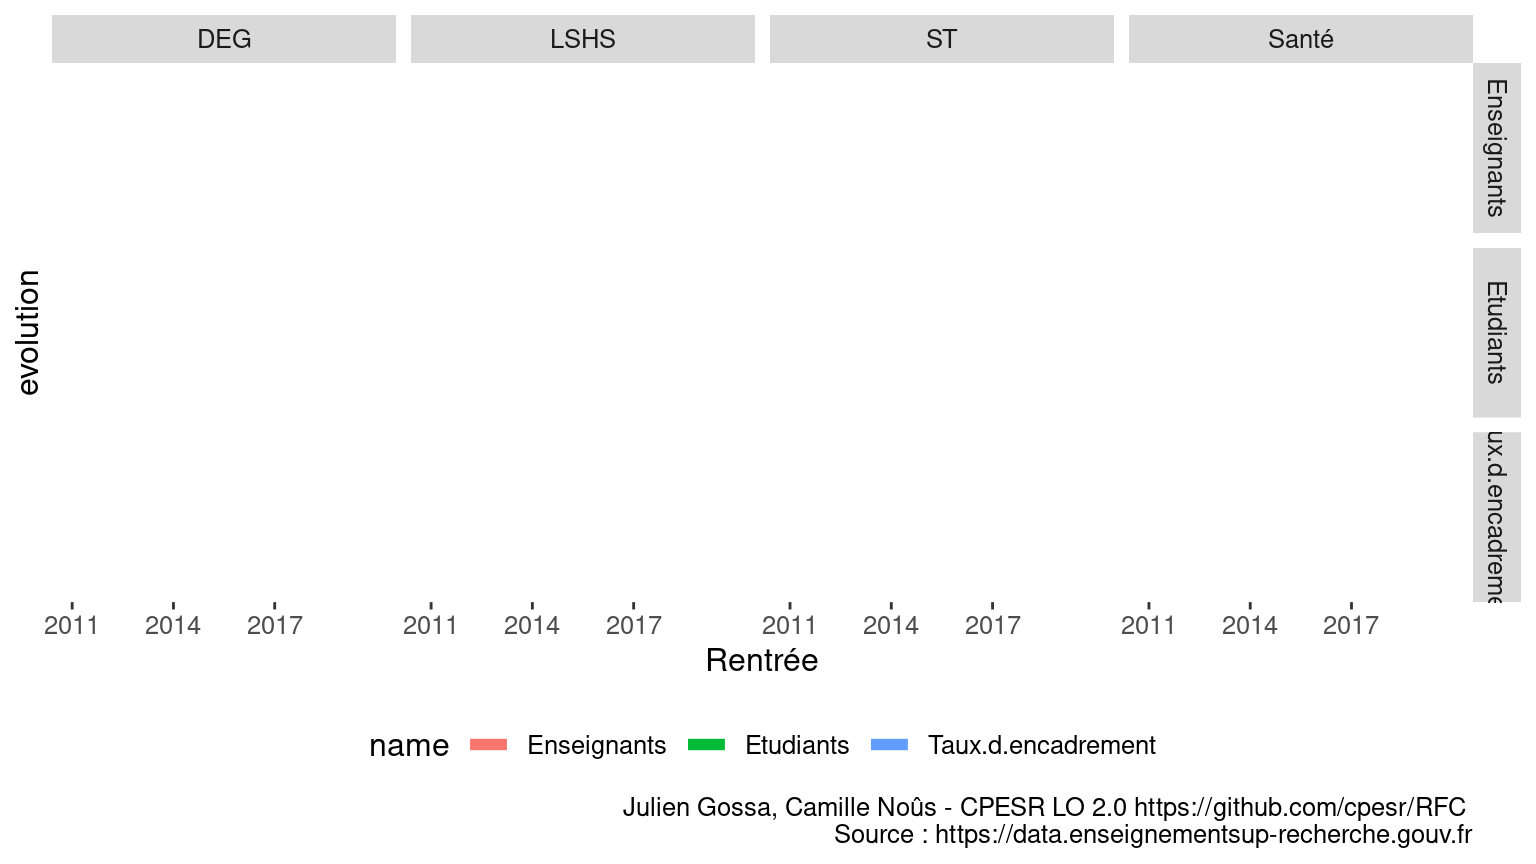 DEG LSHS ST Santé
Enseignants
Etudiants
ux.d.encadreme
evolution
2011 2014 2017 2011 2014 2017 2011 2014 2017 2011 2014 2017
Rentrée
name Enseignants Etudiants Taux.d.encadrement
Julien Gossa, Camille Noûs - CPESR LO 2.0 https://github.com/cpesr/RFC
Source : https://data.enseignementsup-recherche.gouv.fr